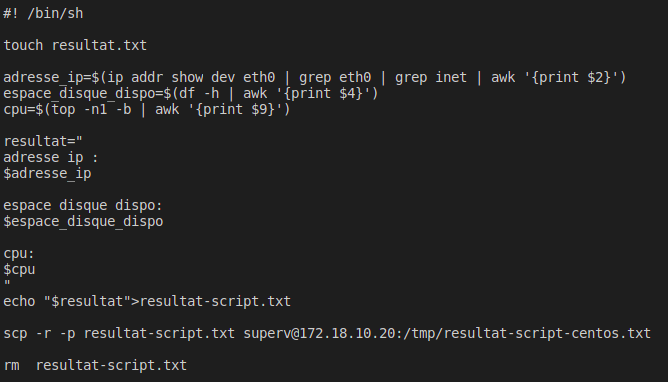 #! /bin/sh
touch resultat.txt
adresse_ip=$(ip addr show dev eth0 | grep eth0 | grep inet | awk '{print $2}')
espace_disque_dispo=$(df -h | awk '{print $4}')
cpu=$(top -n1 -b | awk '{print $9}')
resultat="
adresse ip :
$adresse_ip
espace disque dispo:
$espace_disque_dispo
cpu:
$cpu
"
echo "$resultat">resultat-script.txt
scp -r -p resultat-script.txt superv@172.18.10.20:/tmp/resultat-script-centos.txt
rm  resultat-script.txt